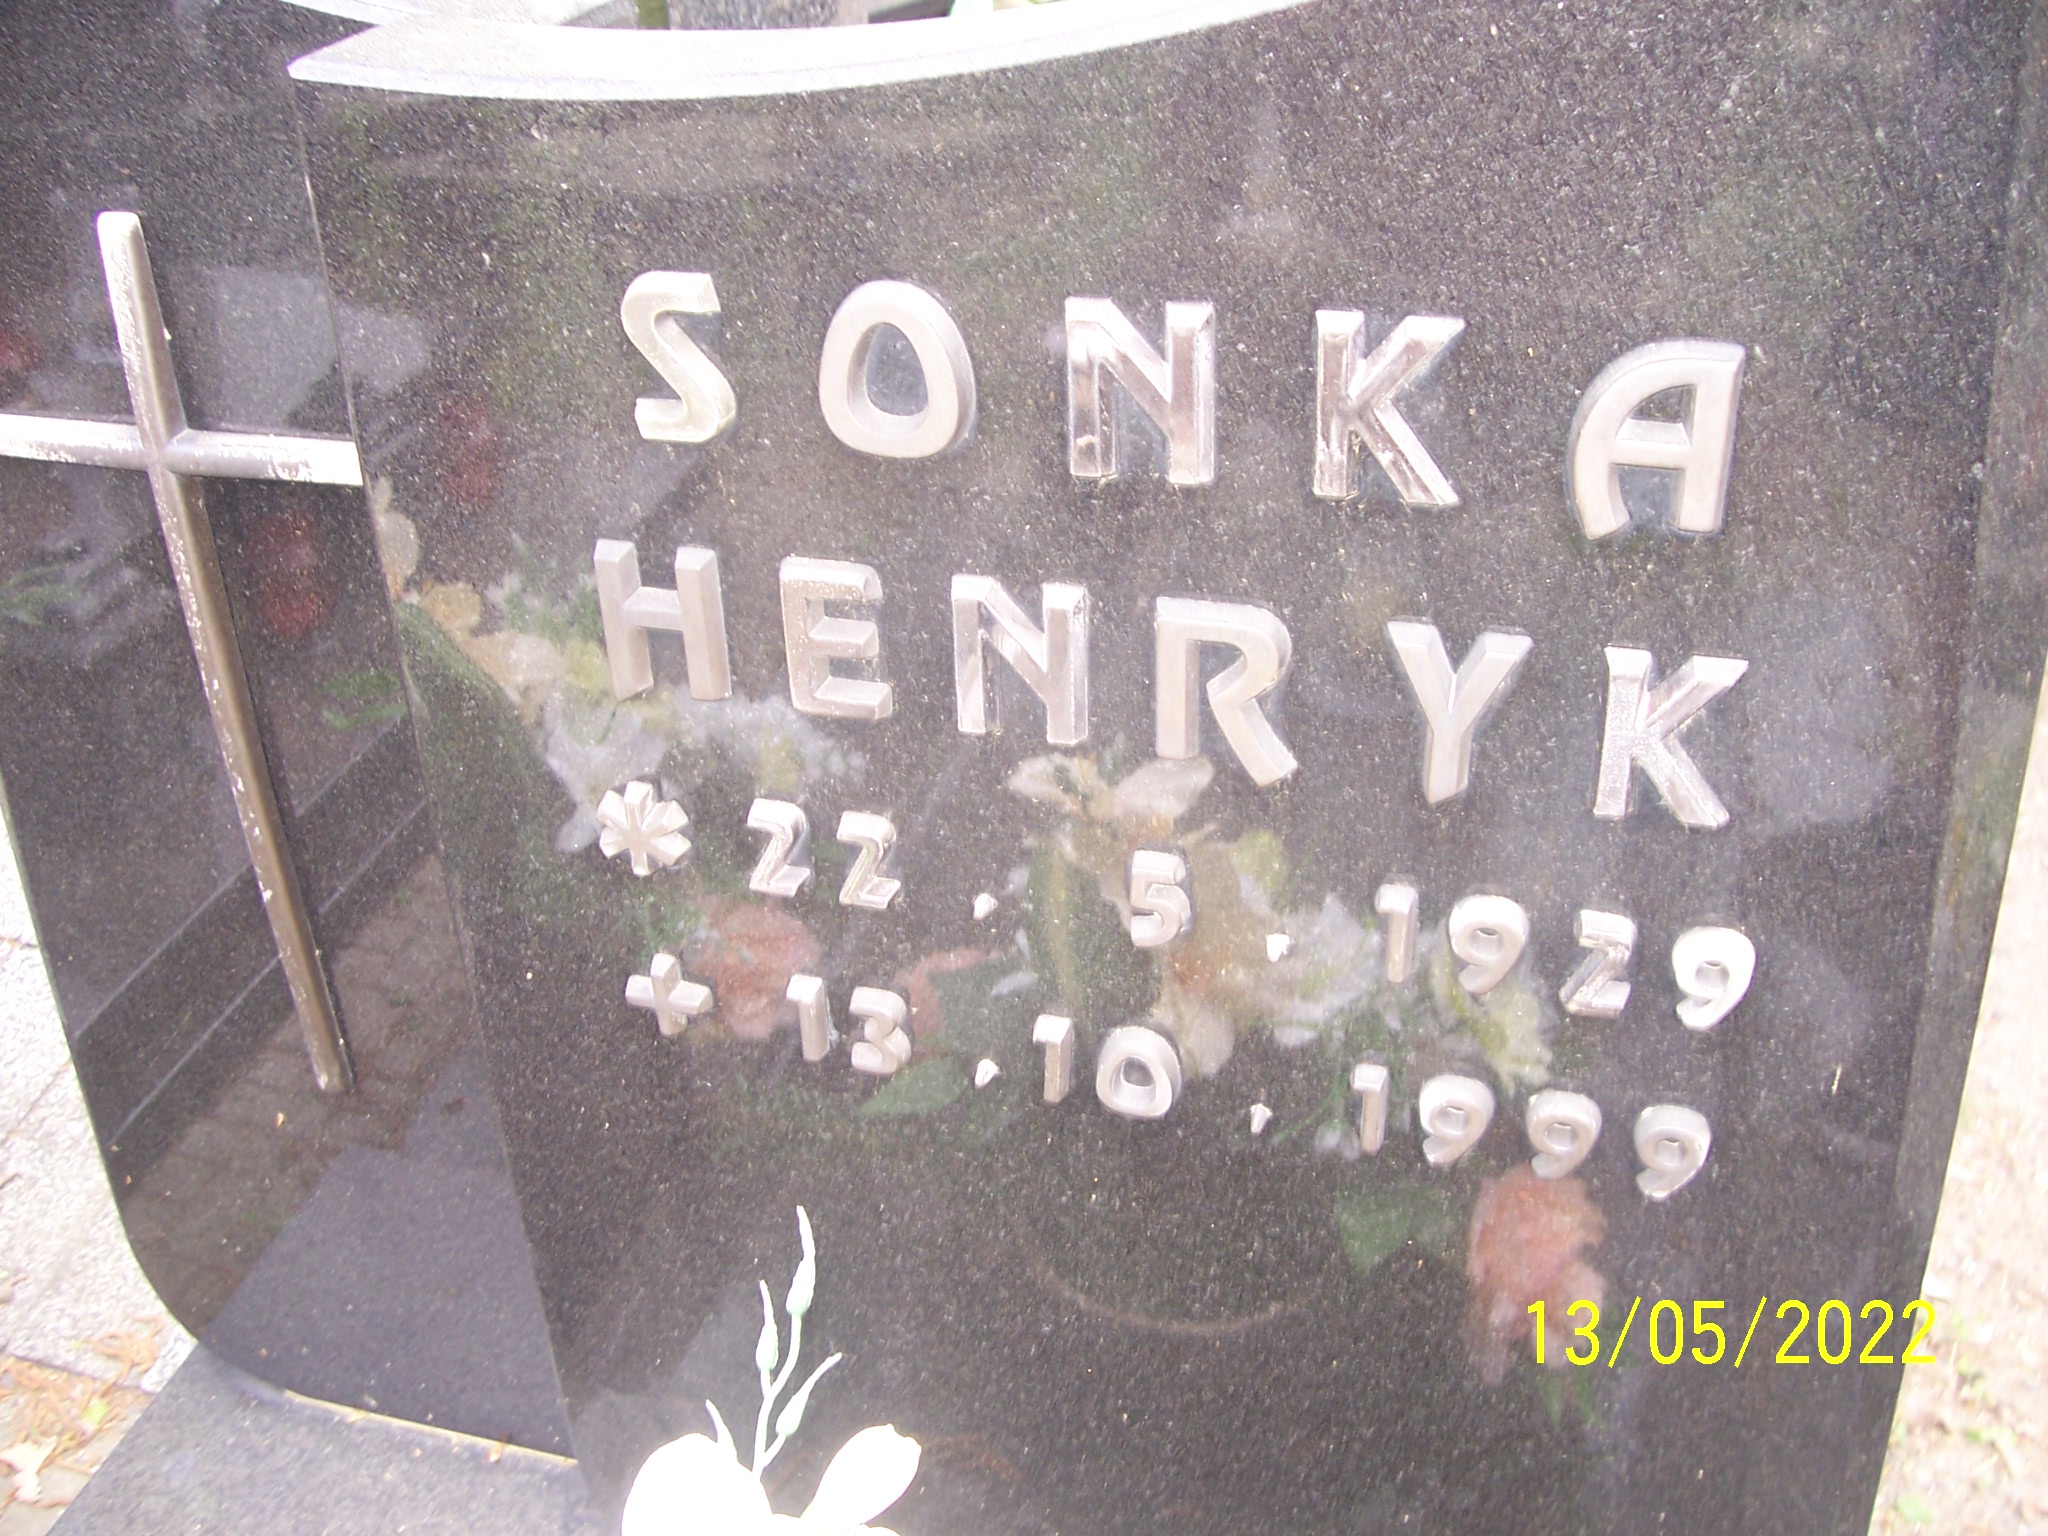 SONKA
HENRYK
* 22. 5. 1929
+ 13. 10. 1999
13/05/2022